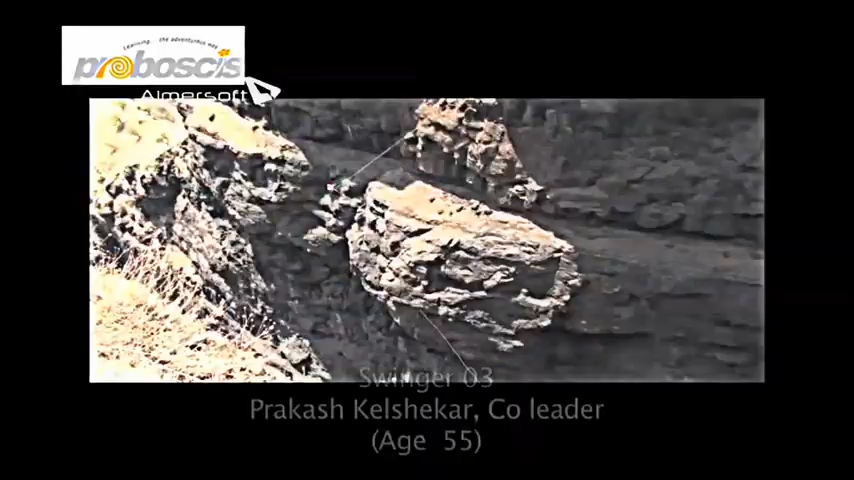 Learning... the adventurous way
proboscis
Aimersoft
Swinger 03
Prakash Kelshekar, Co leader
(Age 55)